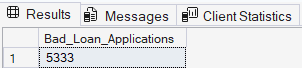 Results Messages Client Statistics
Bad_Loan_Applications
1 5333